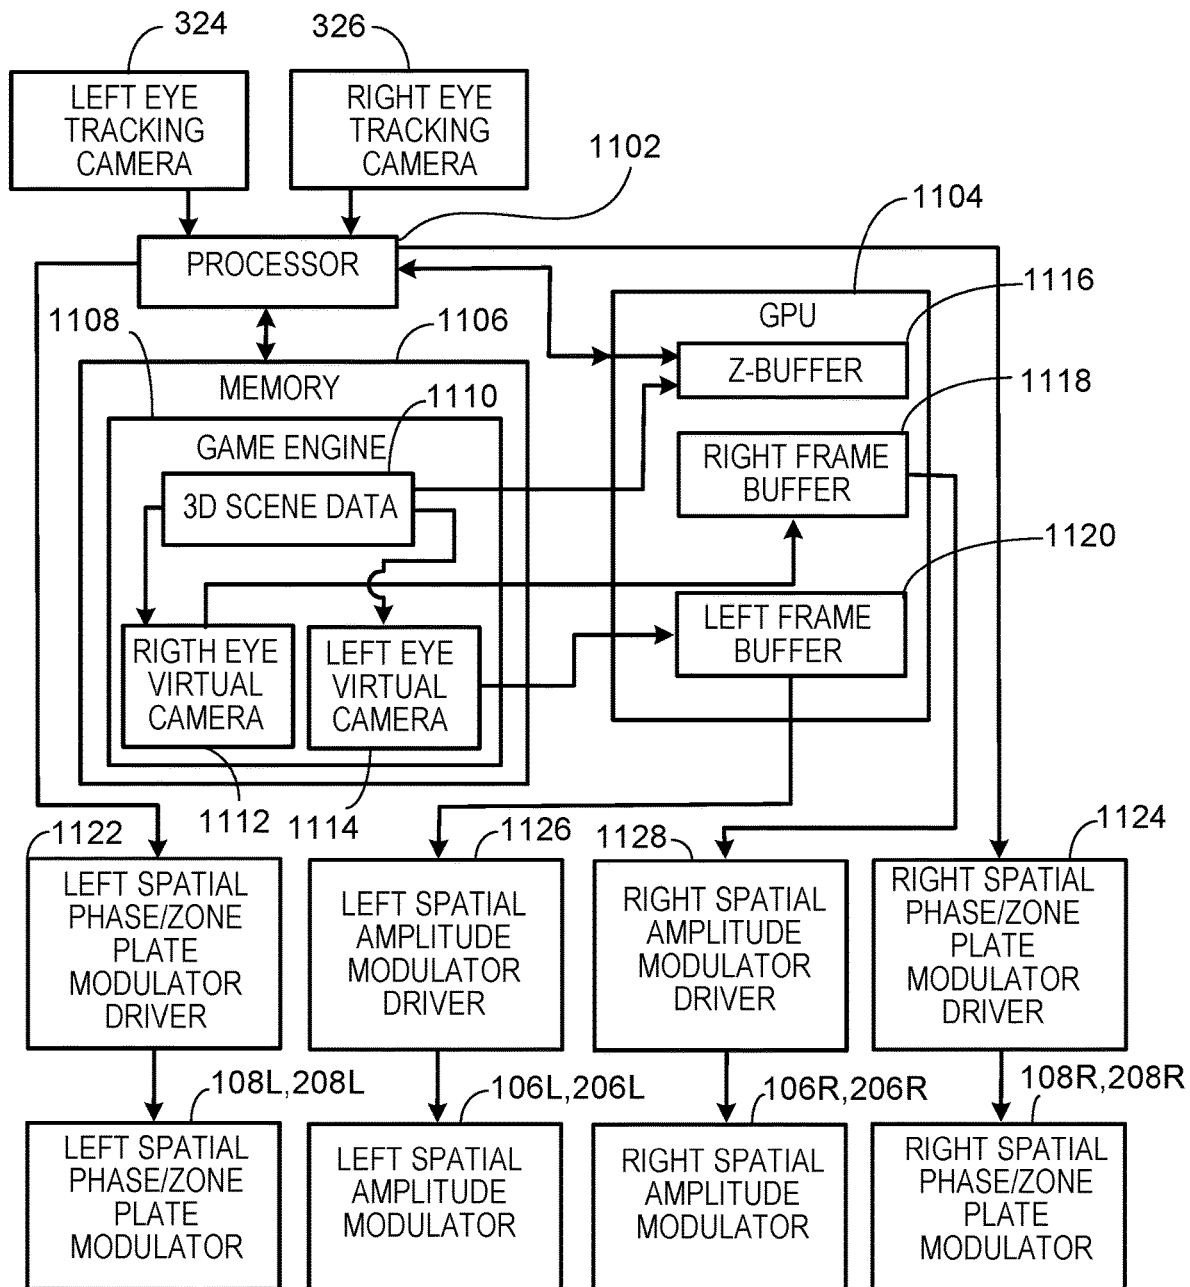 324
326
LEFT EYE
TRACKING
CAMERA
RIGHT EYE
TRACKING
CAMERA
1102
1104
PROCESSOR
1116
1108
1106
GPU
Z-BUFFER
MEMORY
1118
1110
GAME ENGINE
RIGHT FRAME
BUFFER
3D SCENE DATA
1120
LEFT FRAME
BUFFER
RIGTH EYE
VIRTUAL
CAMERA
LEFT EYE
VIRTUAL
CAMERA
1112
1114
1122
1126
1128
1124
LEFT SPATIAL
PHASE/ZONE
PLATE
MODULATOR
DRIVER
LEFT SPATIAL
AMPLITUDE
MODULATOR
DRIVER
RIGHT SPATIAL
AMPLITUDE
MODULATOR
DRIVER
RIGHT SPATIAL
PHASE/ZONE
PLATE
MODULATOR
DRIVER
108L,208L
106L,206L
106R,206R
108R,208R
LEFT SPATIAL
PHASE/ZONE
PLATE
MODULATOR
LEFT SPATIAL
AMPLITUDE
MODULATOR
RIGHT SPATIAL
AMPLITUDE
MODULATOR
RIGHT SPATIAL
PHASE/ZONE
PLATE
MODULATOR